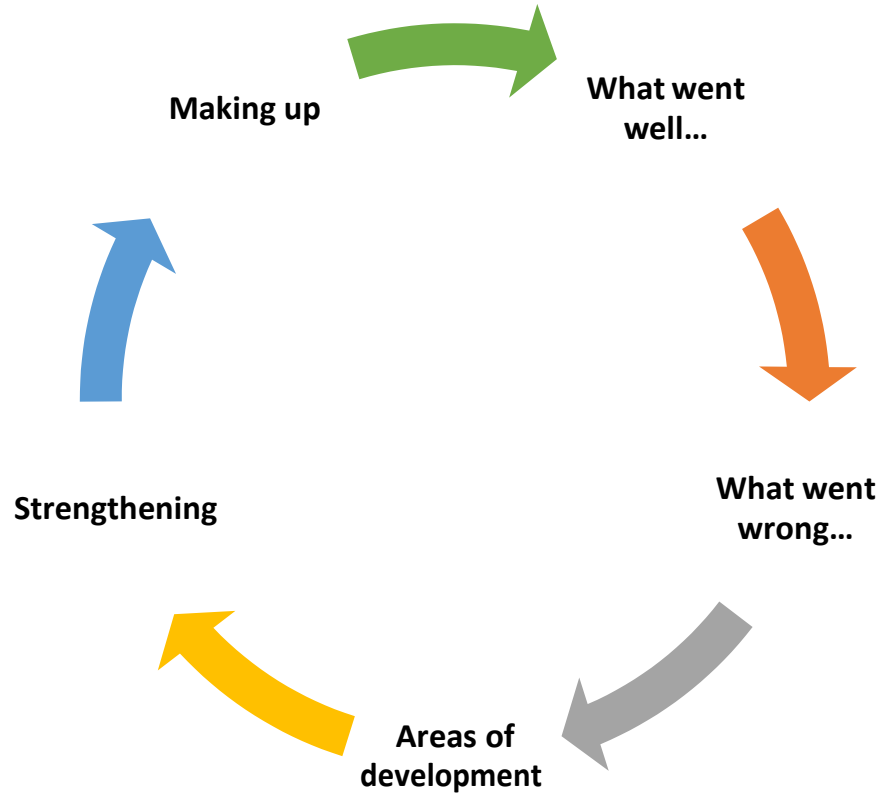 Making up
What went
well…
What went
wrong…
Areas of
development
Strengthening